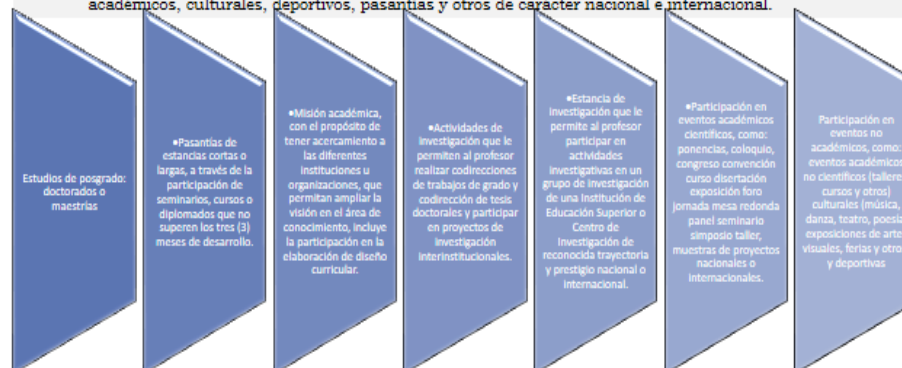 académicos, culturales, deportivos, pasantías y otros de carácter nacional e internacional.
Estudios de posgrado:
doctorados o
maestrías
•Pasantías de
estancias cortas o
largas, a través de la
participación de
seminarios, cursos o
diplomados que no
superen los tres (3)
meses de desarrollo.
•Misión académica,
con el propósito de
tener acercamiento a
las diferentes
instituciones u
organizaciones, que
permitan ampliar la
visión en el área de
conocimiento, incluye
la participación en la
elaboración de diseño
curricular.
•Actividades de
investigación que le
permiten al profesor
realizar codirecciones
de trabajos de grado y
codirección de tesis
doctorales y participar
en proyectos de
investigación
interinstitucionales.
•Estancia de
investigación que le
permite al profesor
participar en
actividades
investigativas en un
grupo de investigación
de una Institución de
Educación Superior o
Centro de
Investigación de
reconocida trayectoria
y prestigio nacional o
internacional.
•Participación en
eventos académicos
científicos, como:
ponencias, coloquio,
congreso convención
curso disertación
exposición foro
jornada mesa redonda
panel seminario
simposio taller,
muestras de proyectos
nacionales o
internacionales.
Participación en
eventos no
académicos, como:
eventos académicos
no científicos (tallere
cursos y otros)
culturales (música,
danza, teatro, poesía
exposiciones de arte
visuales, ferias y otro
y deportivas